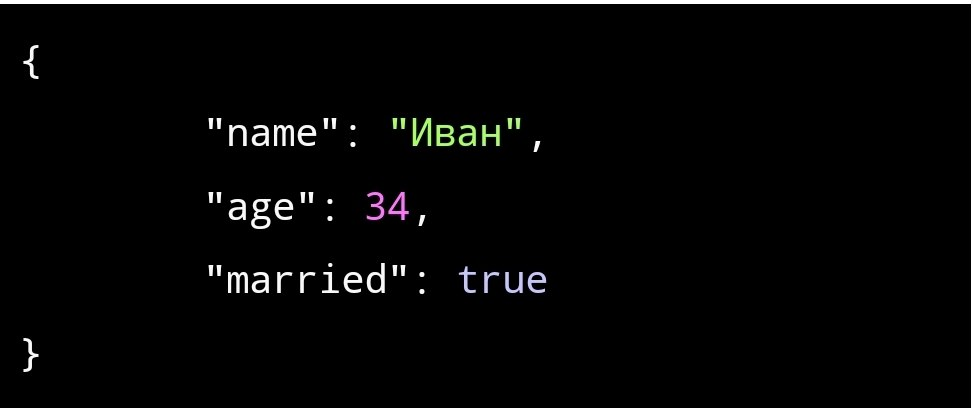 {
"name": "Иван",
"age": 34,
"married": true
}